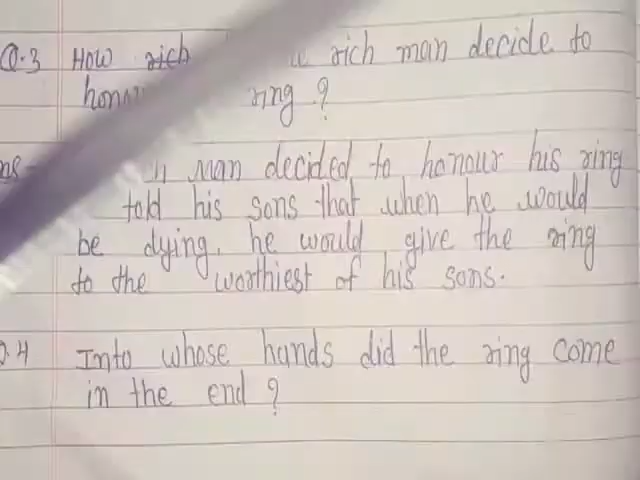 Q.3 How rich rich man decide to
ring ?
man decided to honour his ring
told his sons that when he would
be dying, he would give the ring
to the worthiest of his sons.
Q.4 Into whose hands did the ring come
in the end ?